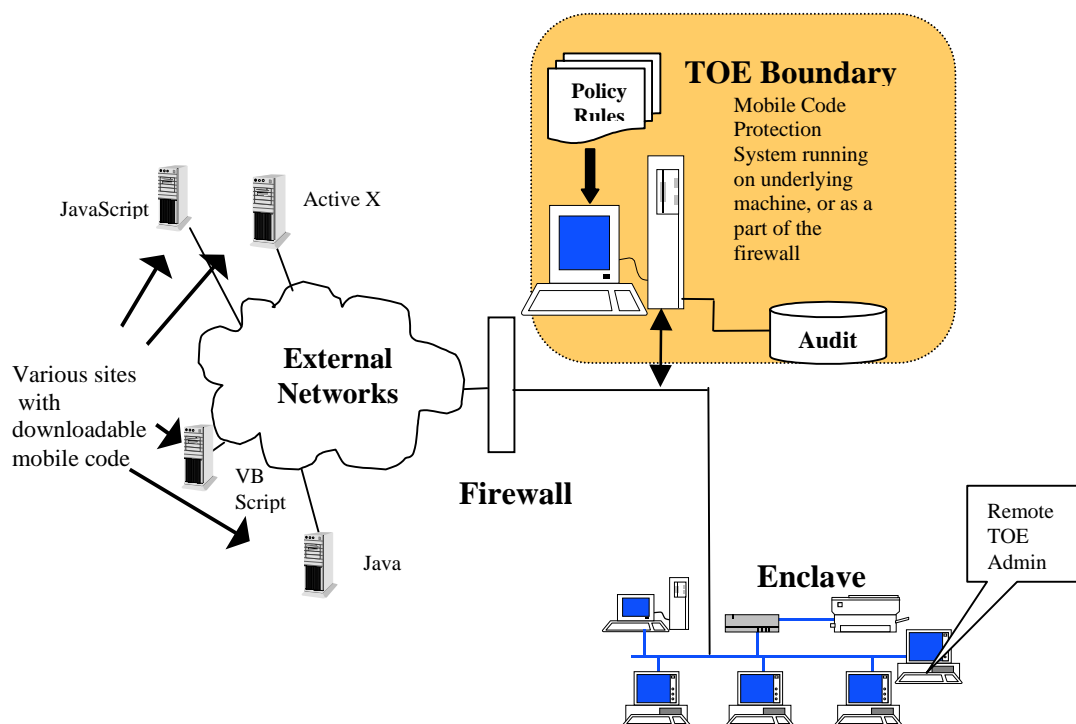 TOE Boundary
Policy
Rules
Mobile Code
Protection
System running
on underlying
machine, or as a
part of the
firewall
Audit
JavaScript
Active X
External
Networks
Various sites
with
downloadable
mobile code
VB
Script
Java
Firewall
Enclave
Remote
TOE
Admin